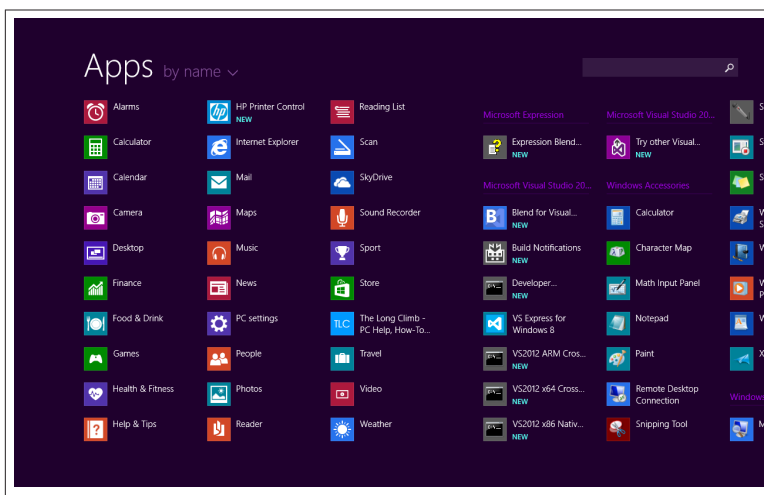 Apps by name
Alarms
Calculator
Calendar
Camera
Desktop
Finance
Food & Drink
Games
Health & Fitness
Help & Tips
HP Printer Control
NEW
Internet Explorer
Mail
Maps
Music
News
PC settings
People
Photos
Reader
Reading List
Scan
SkyDrive
Sound Recorder
Sport
Store
TLC
The Long Climb -
PC Help, How-To...
Travel
Video
Weather
Microsoft Expression
Expression Blend...
NEW
Microsoft Visual Studio 20...
Blend for Visual...
NEW
Build Notifications
NEW
Developer...
NEW
VS Express for
Windows 8
VS2012 ARM Cros...
NEW
VS2012 x64 Cross...
NEW
VS2012 x86 Nativ...
NEW
Microsoft Visual Studio 20...
Try other Visual...
NEW
Windows Accessories
Calculator
Character Map
Math Input Panel
Notepad
Paint
Remote Desktop
Connection
Snipping Tool
Windows